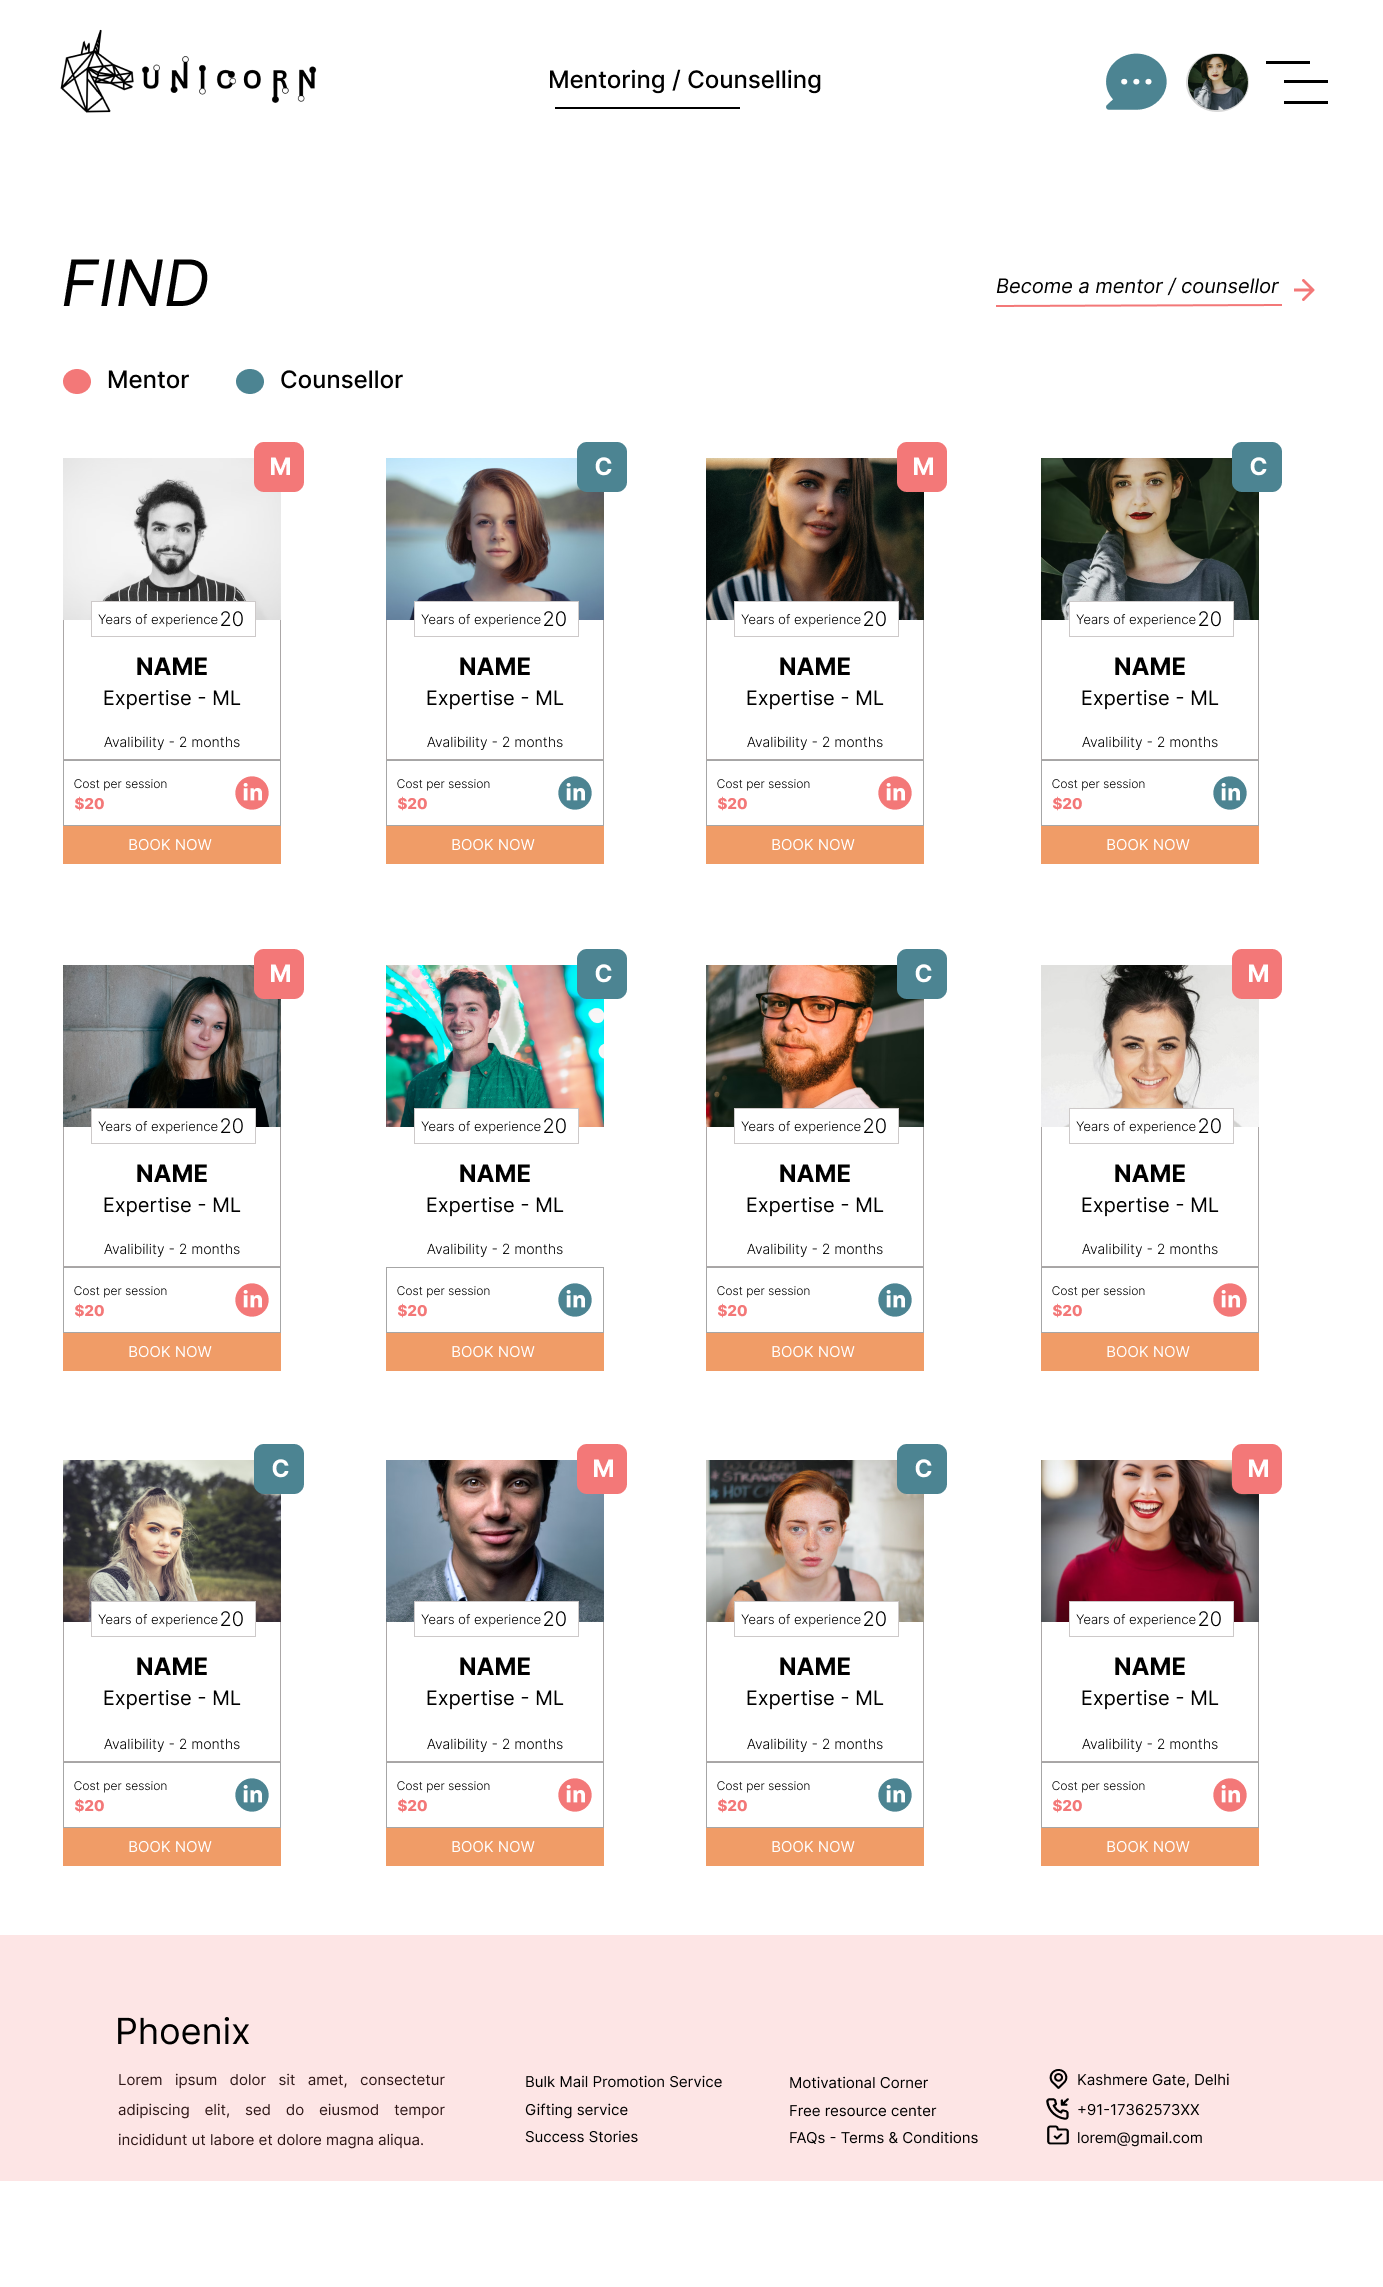 UNICORN
Mentoring / Counselling
FIND
Become a mentor / counsellor
Mentor Counsellor
M C M C
Years of experience 20 Years of experience 20 Years of experience 20 Years of experience 20
NAME NAME NAME NAME
Expertise - ML Expertise - ML Expertise - ML Expertise - ML
Avalibility - 2 months Avalibility - 2 months Avalibility - 2 months Avalibility - 2 months
Cost per session Cost per session Cost per session Cost per session
in in in in
$20 $20 $20 $20
BOOK NOW BOOK NOW BOOK NOW BOOK NOW
M C C M
Years of experience 20 Years of experience 20 Years of experience 20 Years of experience 20
NAME NAME NAME NAME
Expertise - ML Expertise - ML Expertise - ML Expertise - ML
Avalibility - 2 months Avalibility - 2 months Avalibility - 2 months Avalibility - 2 months
Cost per session Cost per session Cost per session Cost per session
in in in in
$20 $20 $20 $20
BOOK NOW BOOK NOW BOOK NOW BOOK NOW
C M C M
Years of experience 20 Years of experience 20 Years of experience 20 Years of experience 20
NAME NAME NAME NAME
Expertise - ML Expertise - ML Expertise - ML Expertise - ML
Avalibility - 2 months Avalibility - 2 months Avalibility - 2 months Avalibility - 2 months
Cost per session Cost per session Cost per session Cost per session
in in in in
$20 $20 $20 $20
BOOK NOW BOOK NOW BOOK NOW BOOK NOW
Phoenix
Lorem ipsum dolor sit amet, consectetur
adipiscing elit, sed do eiusmod tempor
incididunt ut labore et dolore magna aliqua.
Bulk Mail Promotion Service
Gifting service
Success Stories
Motivational Corner
Free resource center
FAQs - Terms & Conditions
Kashmere Gate, Delhi
+91-17362573XX
lorem@gmail.com